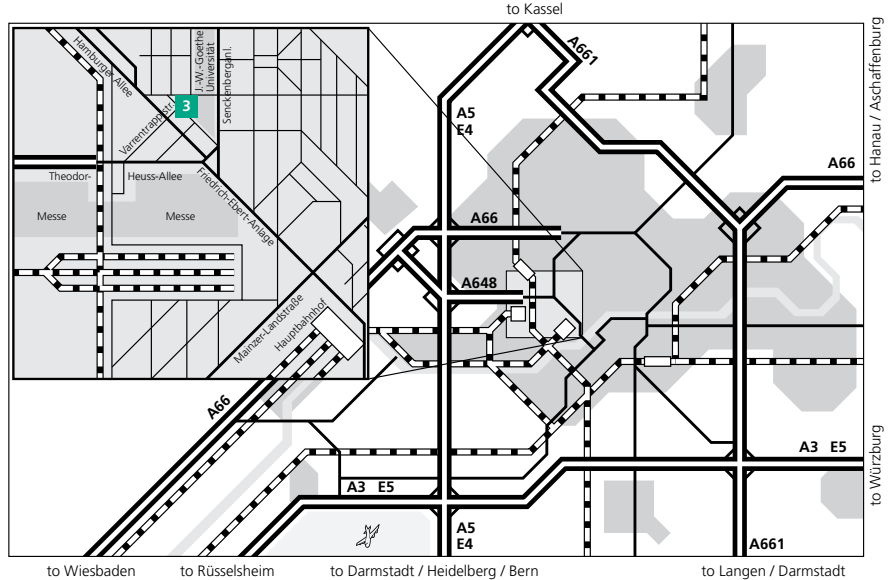 to Kassel
Hamburger Allee
J.-W.-Goethe
Universität
Senckenberganl.
Varrentrappstr.
3
Theodor-
Heuss-Allee
Friedrich-Ebert-Anlage
Messe
Messe
Mainzer-Landstraße
Hauptbahnhof
A661
A5
E4
A66
to Hanau / Aschaffenburg
A66
A648
A66
A3 E5
A3 E5
to Würzburg
A5
E4
A661
to Wiesbaden
to Rüsselsheim
to Darmstadt / Heidelberg / Bern
to Langen / Darmstadt